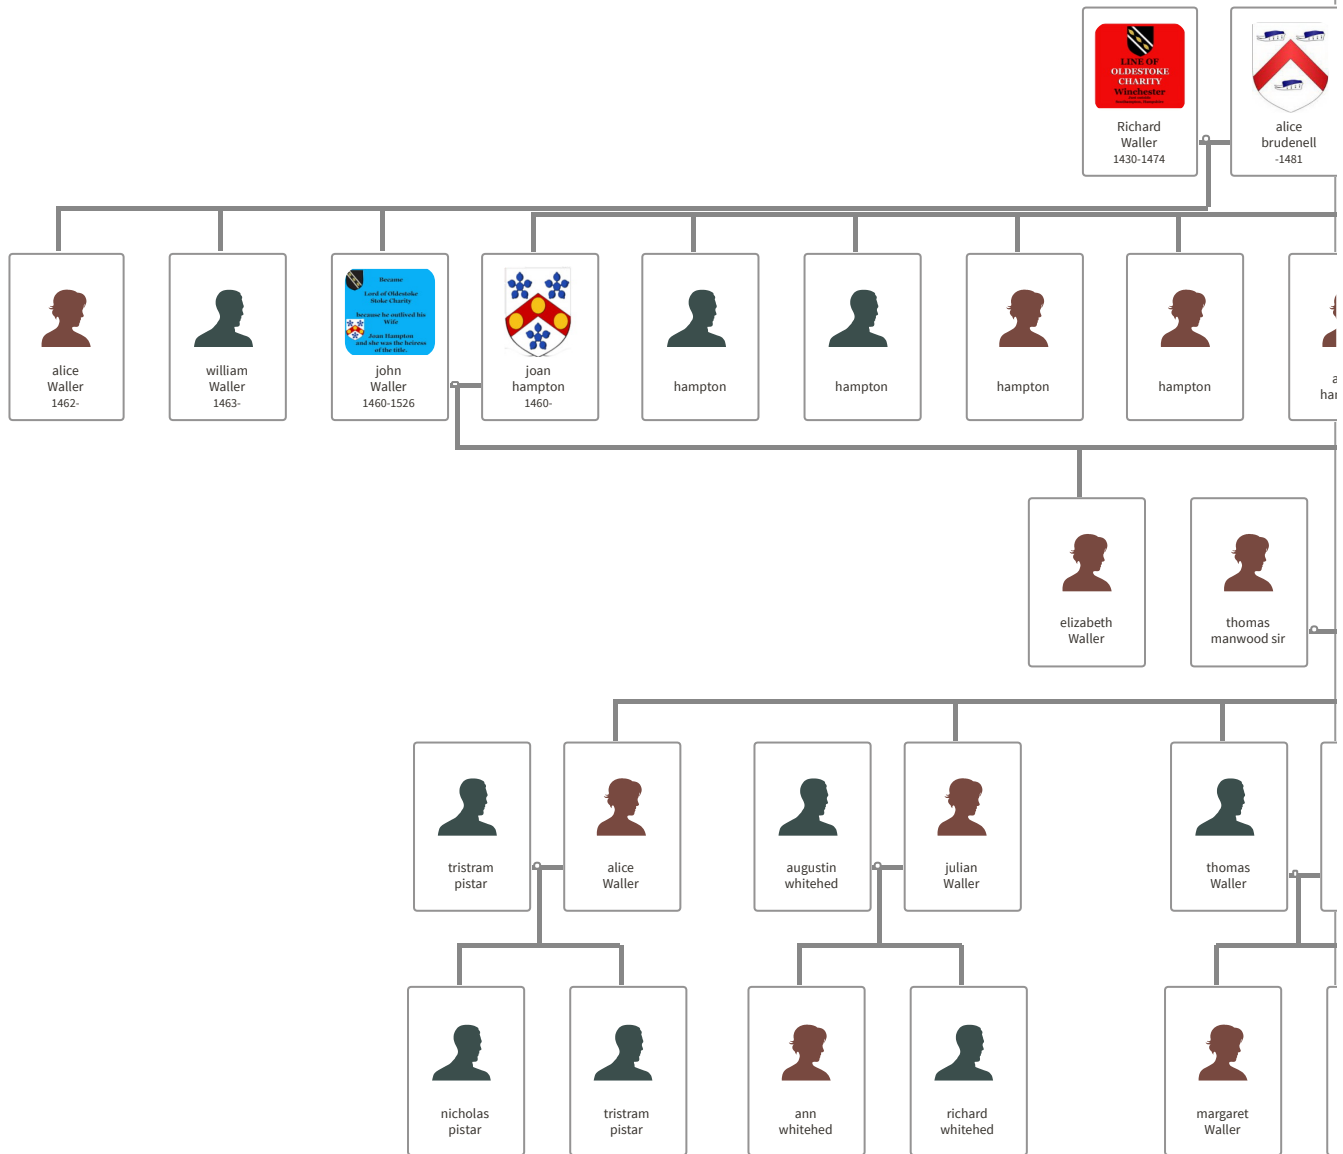 LINE OF
OLDESTOKE
CHARITY
Winchester
Richard
Waller
1430-1474
alice
brudenell
-1481
alice
Waller
1462-
william
Waller
1463-
Became
Lord of Oldestoke
Stoke Charity
because he outlived his
Wife
Joan Hampton
and she was the heiress
of the title.
john
Waller
1460-1526
joan
hampton
1460-
hampton
hampton
hampton
hampton
elizabeth
Waller
thomas
manwood sir
tristram
pistar
alice
Waller
augustin
whitehed
julian
Waller
thomas
Waller
nicholas
pistar
tristram
pistar
ann
whitehed
richard
whitehed
margaret
Waller